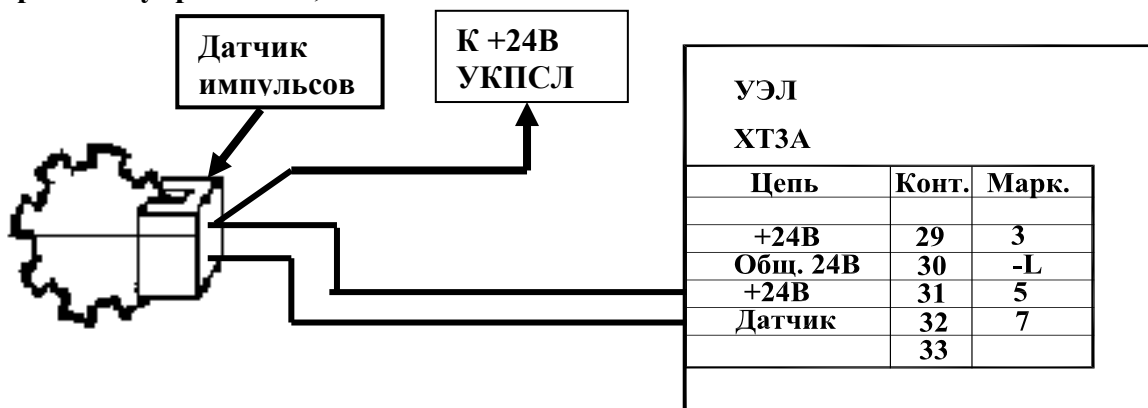 Датчик
импульсов
К +24В
УКПСЛ
УЭЛ
ХТ3А
Цепь Конт. Марк.
+24В 29 3
Общ. 24В 30 -L
+24В 31 5
Датчик 32 7
33